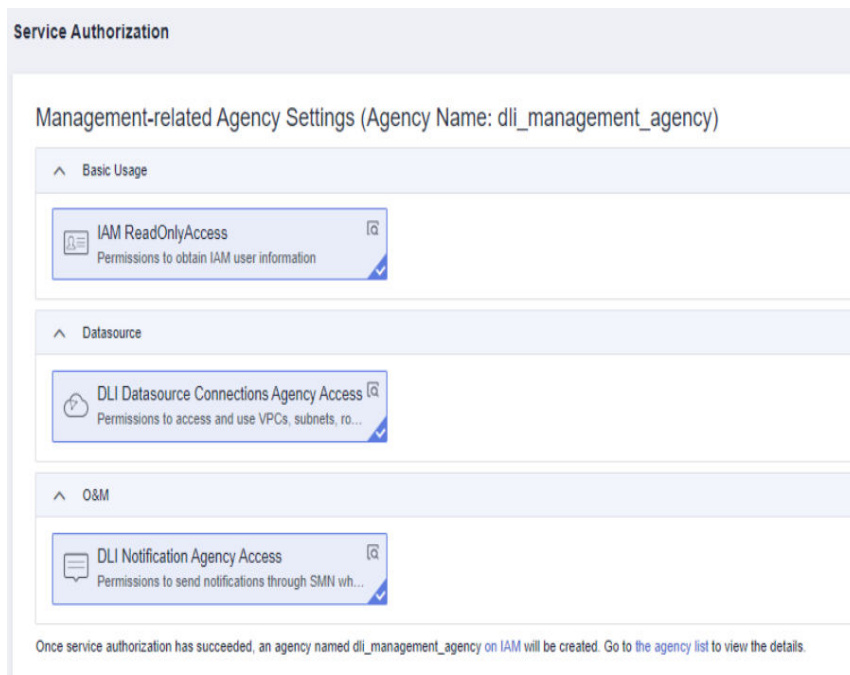 Service Authorization
Management-related Agency Settings (Agency Name: dli_management_agency)
Basic Usage
IAM ReadOnlyAccess
Permissions to obtain IAM user information
Datasource
DLI Datasource Connections Agency Access
Permissions to access and use VPCs, subnets, ro...
O&M
DLI Notification Agency Access
Permissions to send notifications through SMN wh...
Once service authorization has succeeded, an agency named dli_management_agency on IAM will be created. Go to the agency list to view the details.